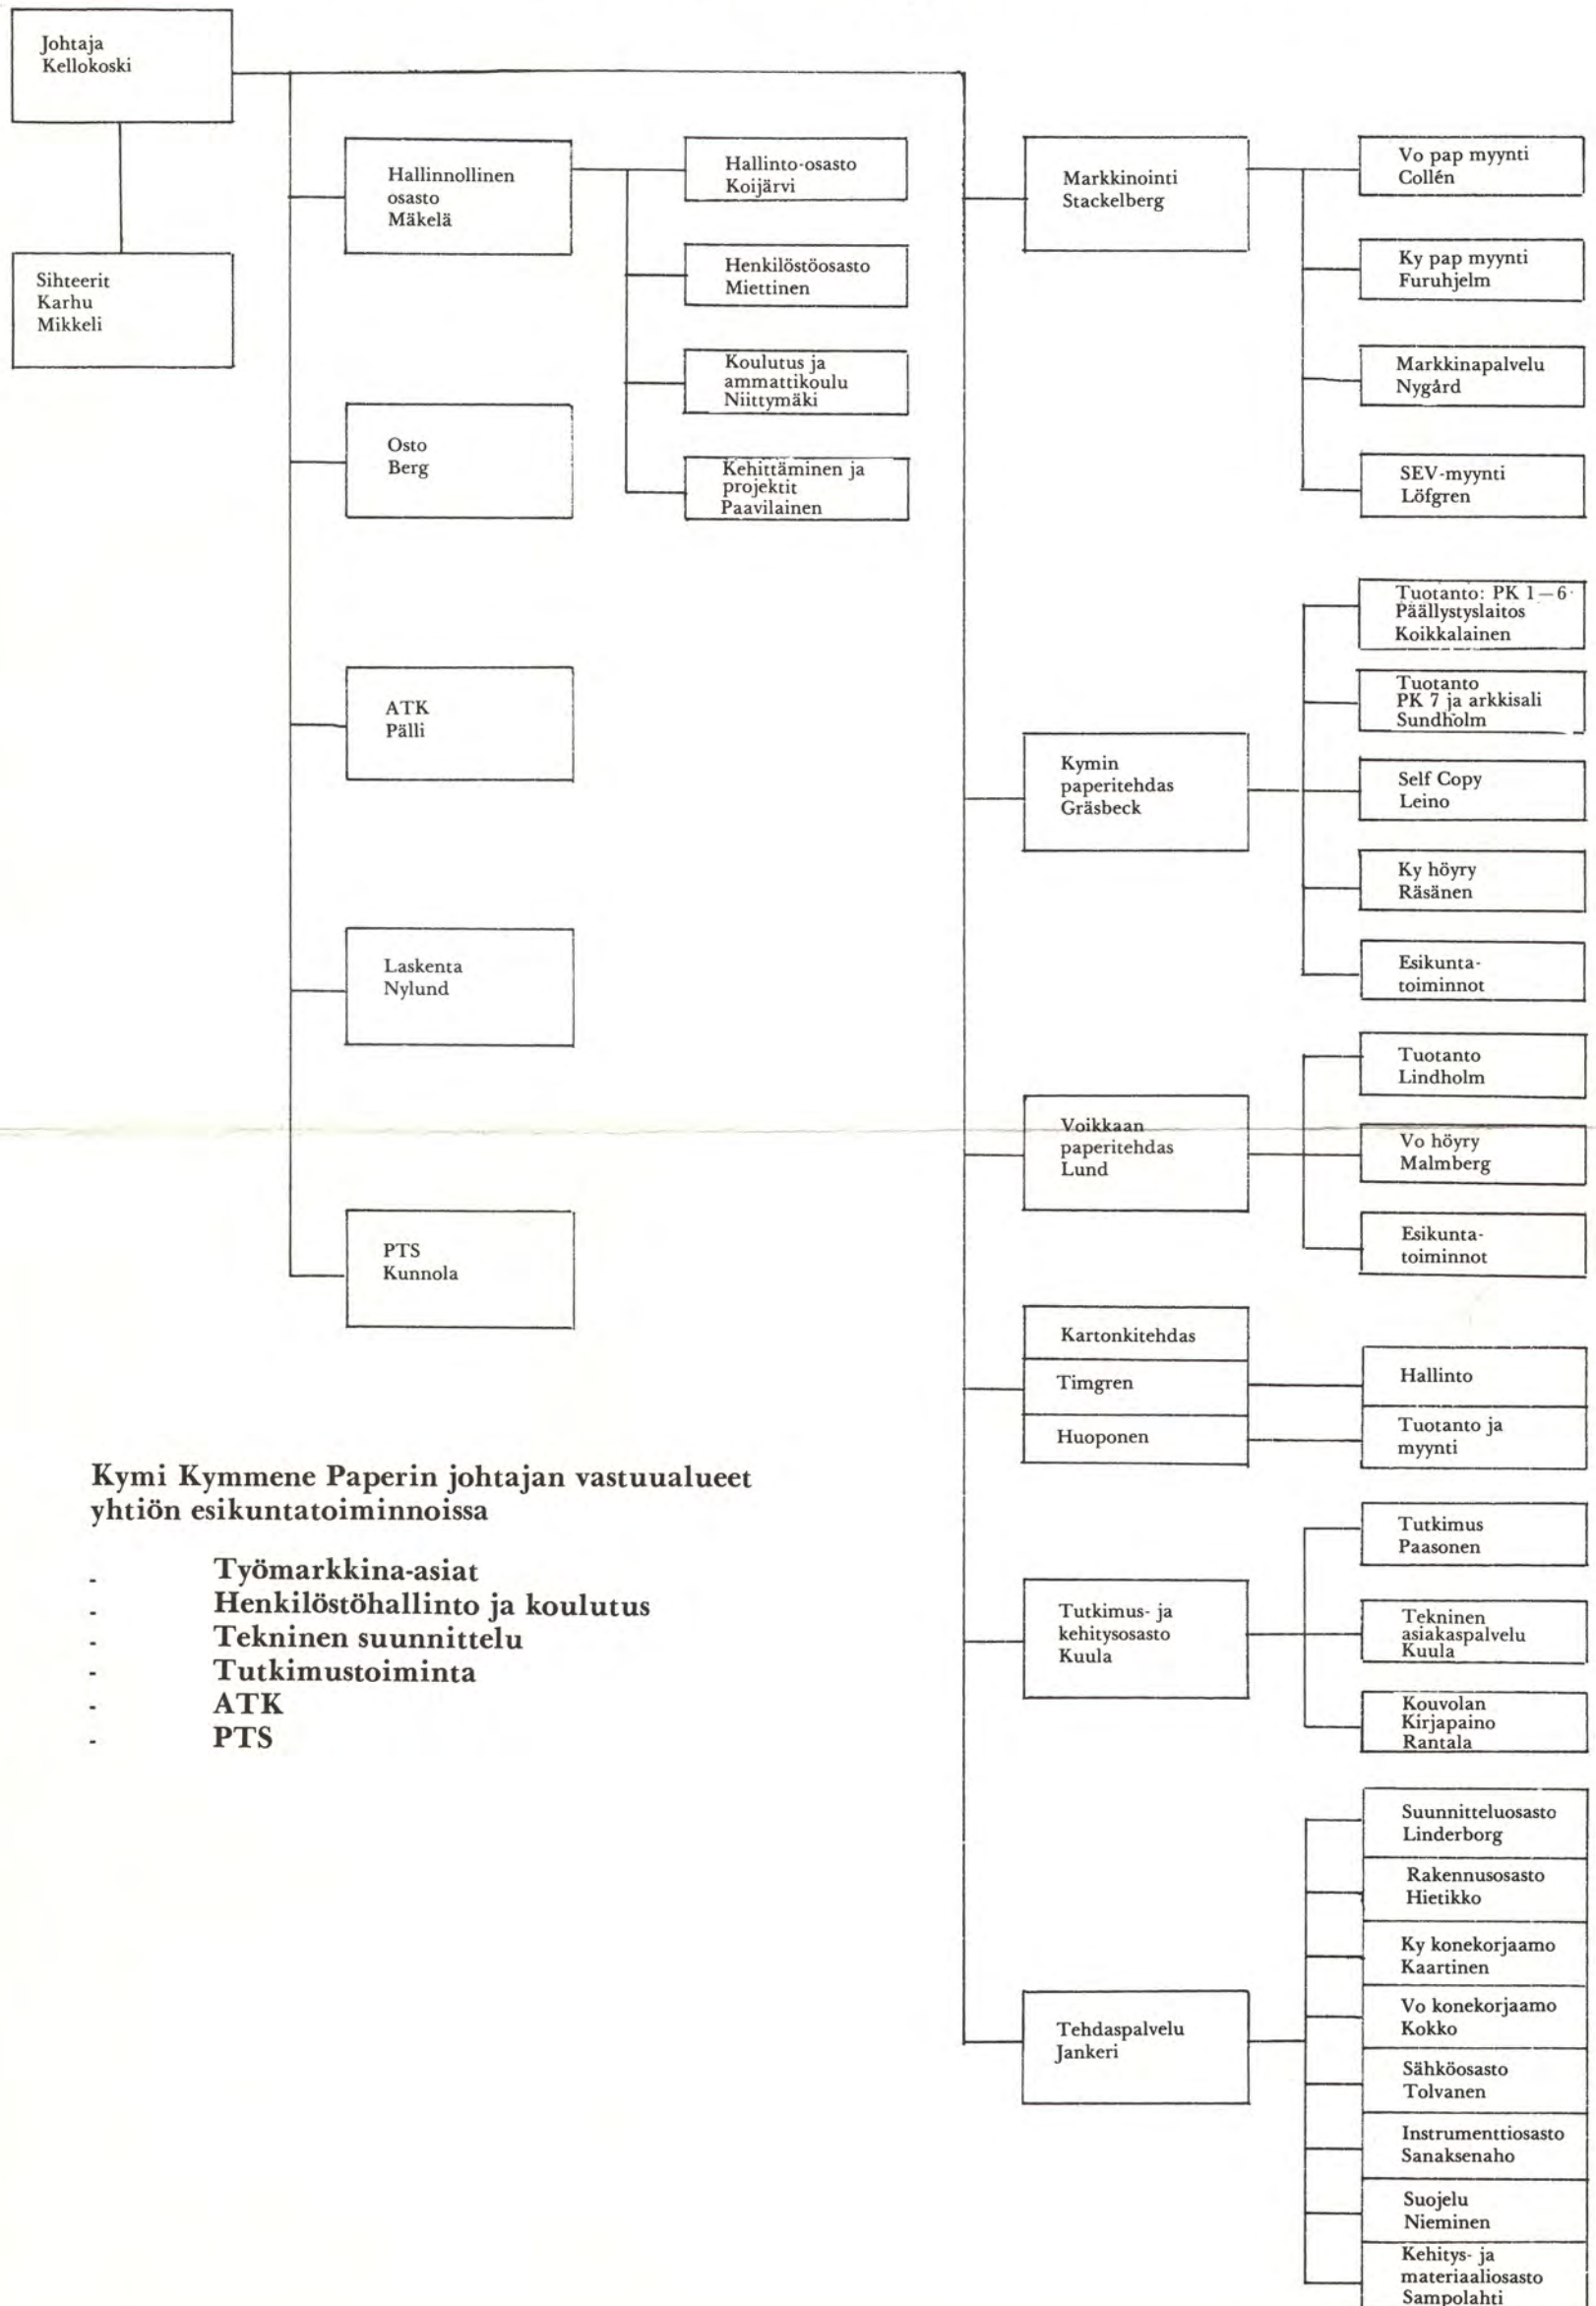 Johtaja
Kellokoski
Sihteerit
Karhu
Mikkeli
Hallinnollinen
osasto
Mäkelä
Hallinto-osasto
Koijärvi
Henkilöstöosasto
Miettinen
Koulutus ja
ammattikoulu
Niittymäki
Kehittäminen ja
projektit
Paavilainen
Osto
Berg
ATK
Pälli
Laskenta
Nylund
PTS
Kunnola
Markkinointi
Stackelberg
Vo pap myynti
Collén
Ky pap myynti
Furuhjelm
Markkinapalvelu
Nygård
SEV-myynti
Löfgren
Kymin
paperitehdas
Gräsbeck
Tuotanto: PK 1–6
Päällystyslaitos
Koikkalainen
Tuotanto
PK 7 ja arkkisali
Sundholm
Self Copy
Leino
Ky höyry
Räsänen
Esikunta-
toiminnot
Voikkaan
paperitehdas
Lund
Tuotanto
Lindholm
Vo höyry
Malmberg
Esikunta-
toiminnot
Kartonkitehdas
Timgren
Huoponen
Hallinto
Tuotanto ja
myynti
Tutkimus- ja
kehitysosasto
Kuula
Tutkimus
Paasonen
Tekninen
asiakaspalvelu
Kuula
Kouvolan
Kirjapaino
Rantala
Tehdaspalvelu
Jankeri
Suunnitteluosasto
Linderborg
Rakennusosasto
Hietikko
Ky konekorjaamo
Kaartinen
Vo konekorjaamo
Kokko
Sähköosasto
Tolvanen
Instrumenttiosasto
Sanaksenaho
Suojelu
Nieminen
Kehitys- ja
materiaaliosasto
Sampolahti
Kymi Kymmene Paperin johtajan vastuualueet
yhtiön esikuntatoiminnoissa
- Työmarkkina-asiat
- Henkilöstöhallinto ja koulutus
- Tekninen suunnittelu
- Tutkimustoiminta
- ATK
- PTS